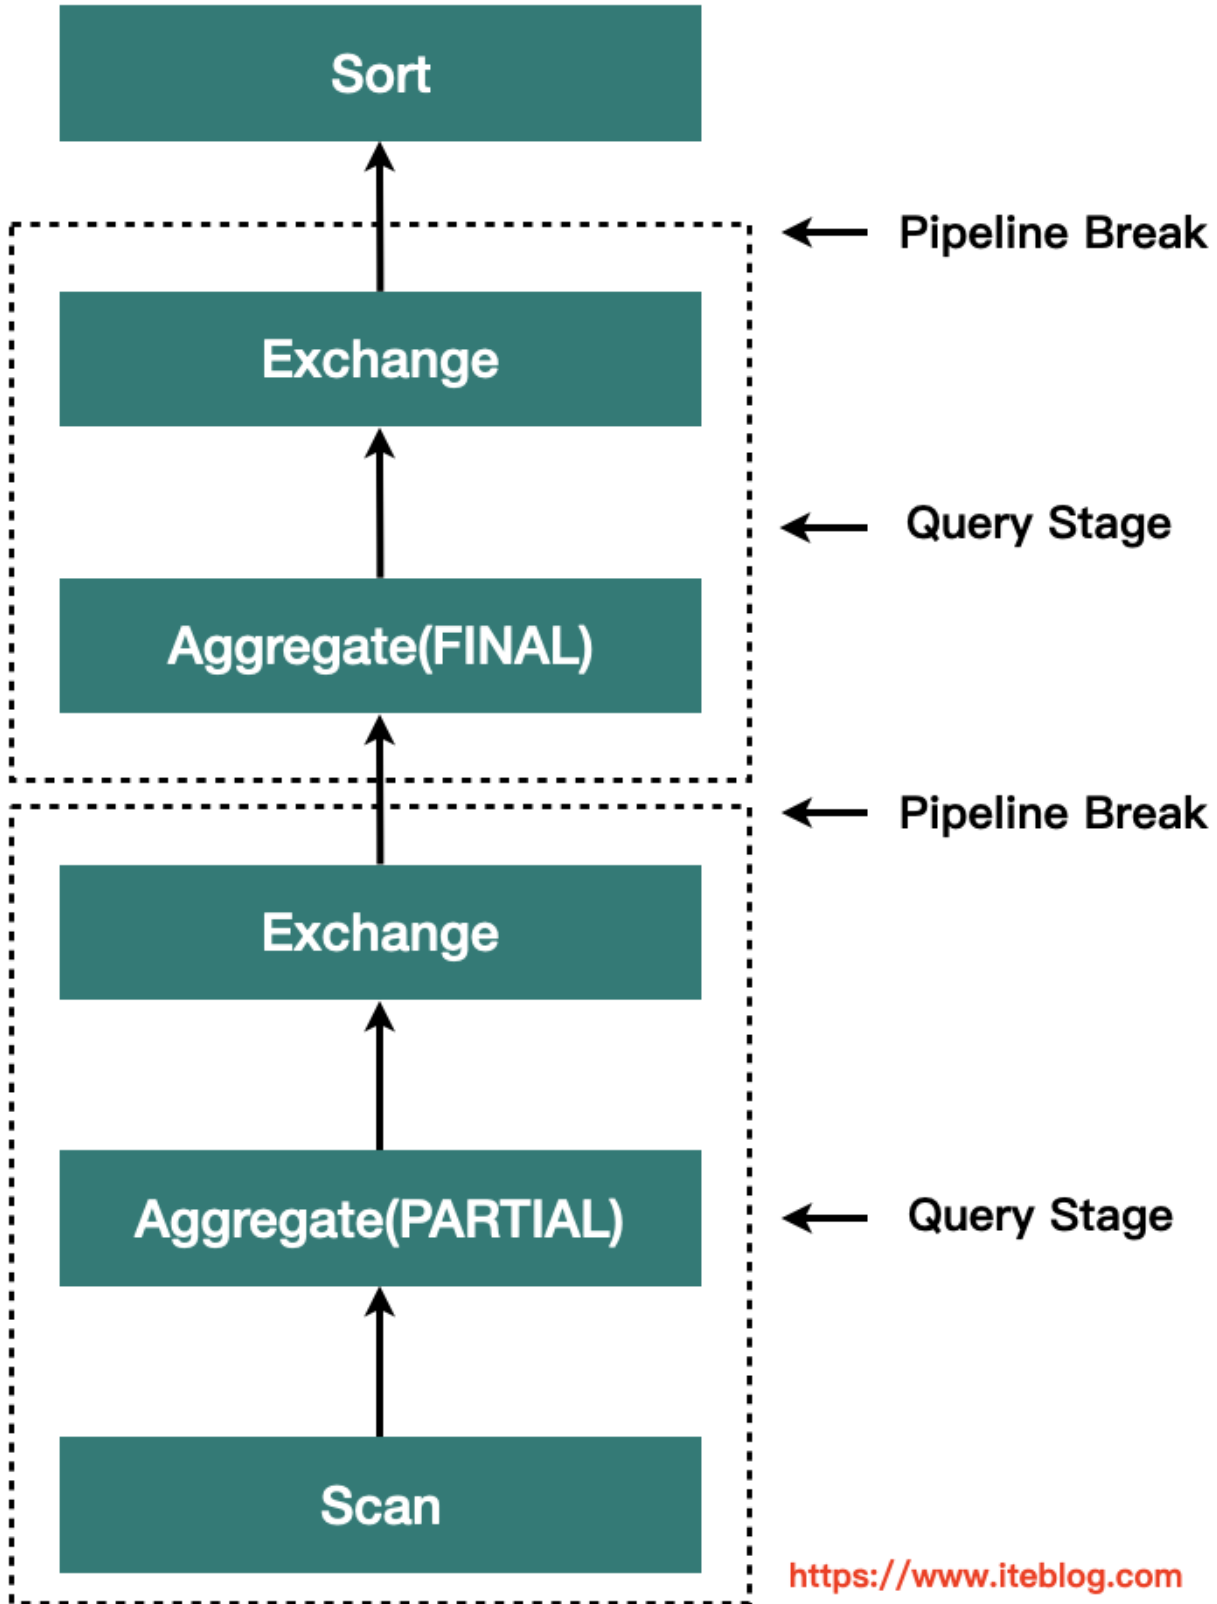 Sort
Pipeline Break
Exchange
Query Stage
Aggregate(FINAL)
Pipeline Break
Exchange
Aggregate(PARTIAL)
Query Stage
Scan
https://www.iteblog.com